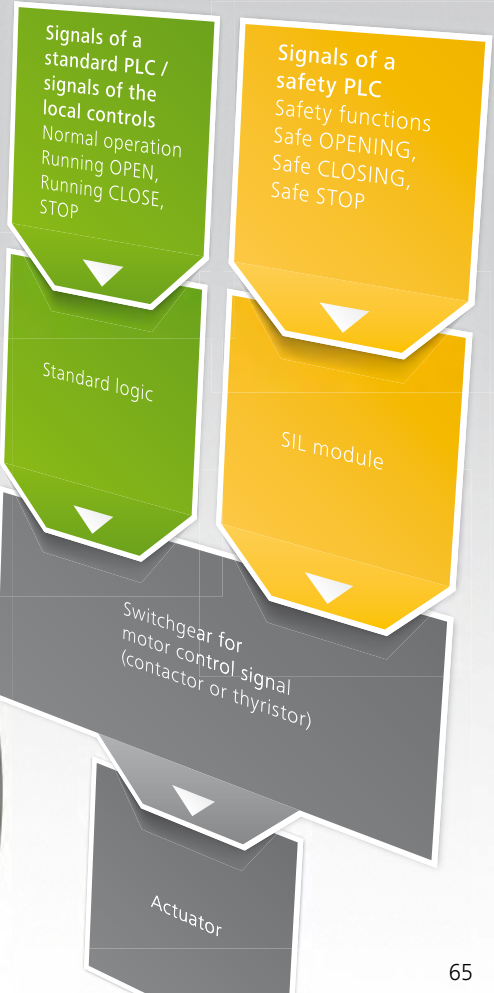 Signals of a
standard PLC /
signals of the
local controls
Normal operation
Running OPEN,
Running CLOSE,
STOP
Signals of a
safety PLC
Safety functions
Safe OPENING,
Safe CLOSING,
Safe STOP
Standard logic
SIL module
Switchgear for
motor control signal
(contactor or thyristor)
Actuator
65